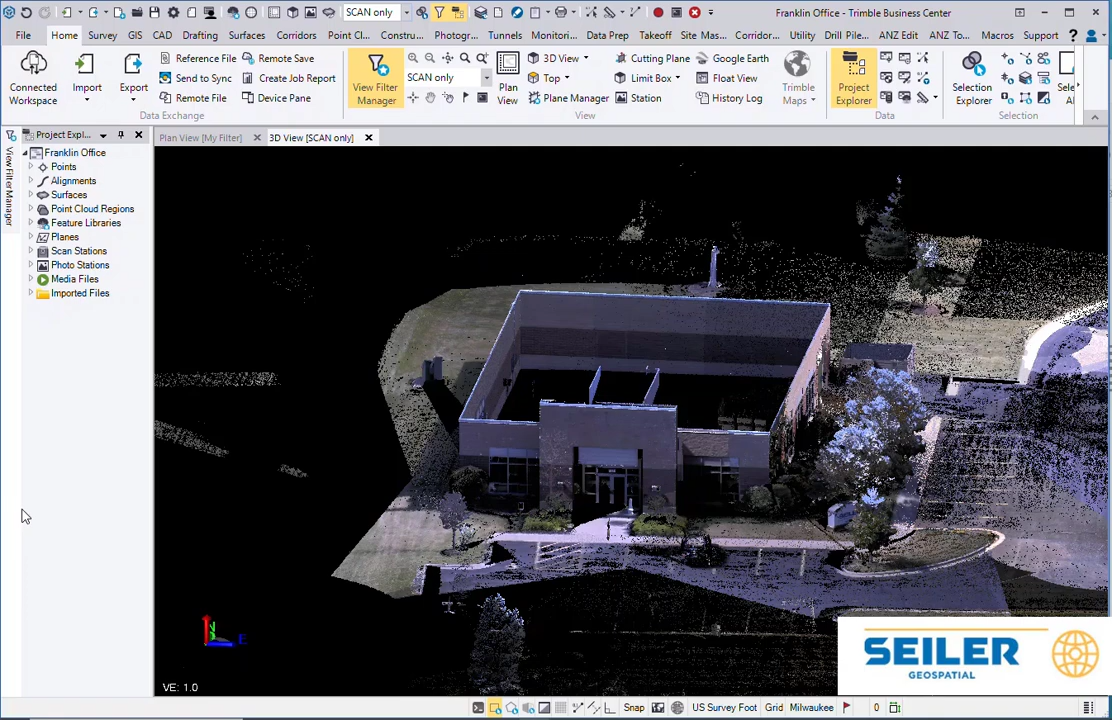 SCAN only
Franklin Office - Trimble Business Center
File Home Survey GIS CAD Drafting Surfaces Corridors Point Cl... Constru... Photogr... Tunnels Monitori... Data Prep Takeoff Site Mas... Corridor... Utility Drill Pile... ANZ Edit ANZ To... Macros Support
Connected Workspace
Import
Export
Reference File
Send to Sync
Remote File
Remote Save
Create Job Report
Device Pane
Data Exchange
View Filter Manager
SCAN only
Plan View
3D View
Top
Plane Manager
Cutting Plane
Limit Box
Station
Google Earth
Float View
History Log
View
Trimble Maps
Project Explorer
Data
Selection Explorer
Selection
Project Expl...
Plan View [My Filter]
3D View [SCAN only]
View Filter Manager
Franklin Office
Points
Alignments
Surfaces
Point Cloud Regions
Feature Libraries
Planes
Scan Stations
Photo Stations
Media Files
Imported Files
N
E
VE: 1.0
SEILER
GEOSPATIAL
Snap
US Survey Foot
Grid
Milwaukee
0